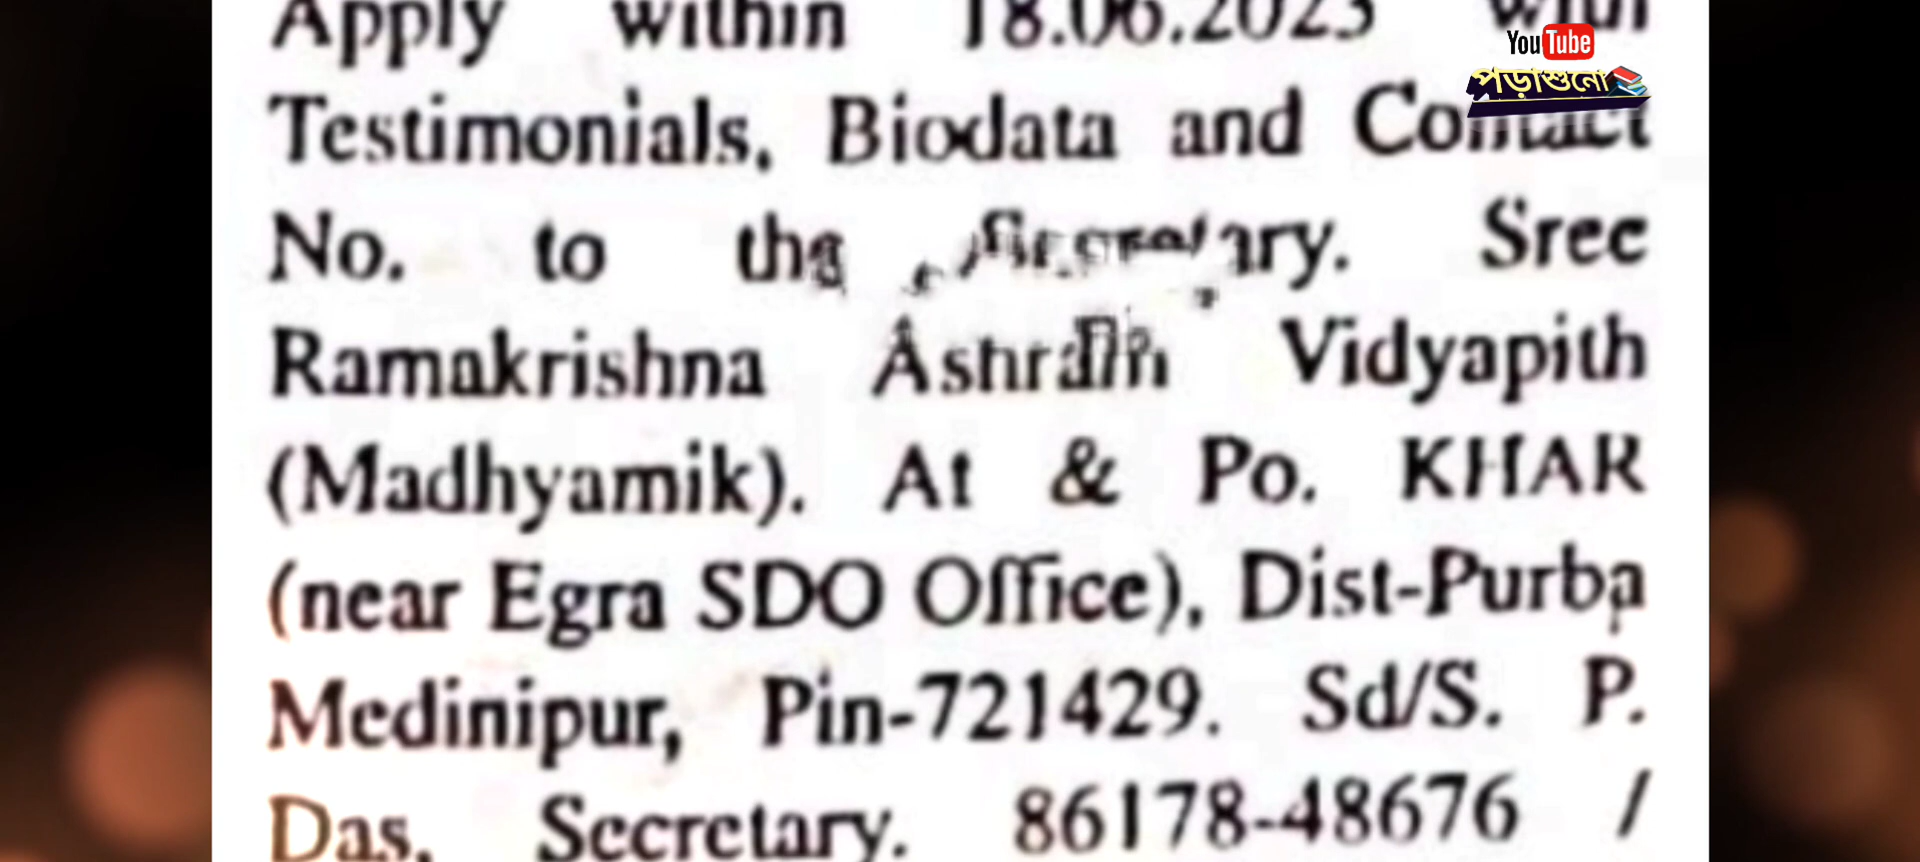 Apply within 18.06.2023 with
YouTube
পড়াশুনো
Testimonials, Biodata and Contact
No. to the Secretary. Sree
Ramakrishna Ashram Vidyapith
(Madhyamik). At & Po. KHAR
(near Egra SDO Office), Dist-Purba
Medinipur, Pin-721429. Sd/S. P.
Das, Secretary. 86178-48676 /